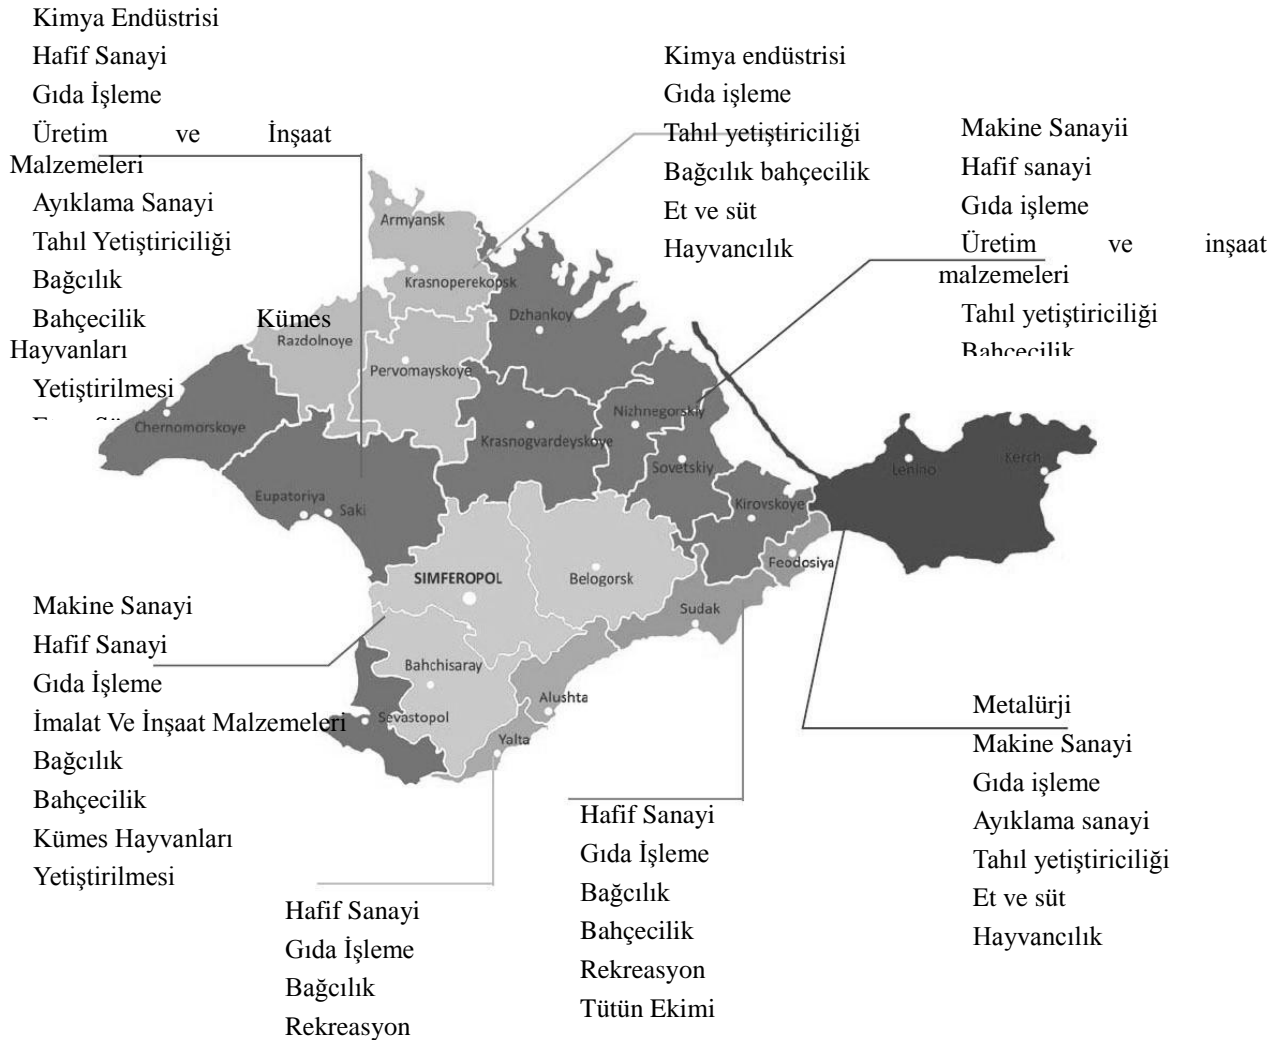 Kimya Endüstrisi
Hafif Sanayi
Gıda İşleme
Üretim ve İnşaat
Malzemeleri
Ayıklama Sanayi
Tahıl Yetiştiriciliği
Bağcılık
Bahçecilik Kümes
Hayvanları
Yetiştirilmesi
Kimya endüstrisi
Gıda işleme
Tahıl yetiştiriciliği
Bağcılık bahçecilik
Et ve süt
Hayvancılık
Makine Sanayii
Hafif sanayi
Gıda işleme
Üretim ve inşaat
malzemeleri
Tahıl yetiştiriciliği
Bahçecilik
Armyansk
Krasnoperekopsk
Dzhankoy
Razdolnoye
Pervomayskoye
Chernomorskoye
Krasnogvardeyskoye
Nizhnegorskiy
Sovetskiy
Lenino
Kerch
Eupatoriya
Saki
Kirovskoye
Feodosiya
SIMFEROPOL
Belogorsk
Sudak
Bahchisaray
Alushta
Sevastopol
Yalta
Makine Sanayi
Hafif Sanayi
Gıda İşleme
İmalat Ve İnşaat Malzemeleri
Bağcılık
Bahçecilik
Kümes Hayvanları
Yetiştirilmesi
Hafif Sanayi
Gıda İşleme
Bağcılık
Rekreasyon
Hafif Sanayi
Gıda İşleme
Bağcılık
Bahçecilik
Rekreasyon
Tütün Ekimi
Metalürji
Makine Sanayi
Gıda işleme
Ayıklama sanayi
Tahıl yetiştiriciliği
Et ve süt
Hayvancılık